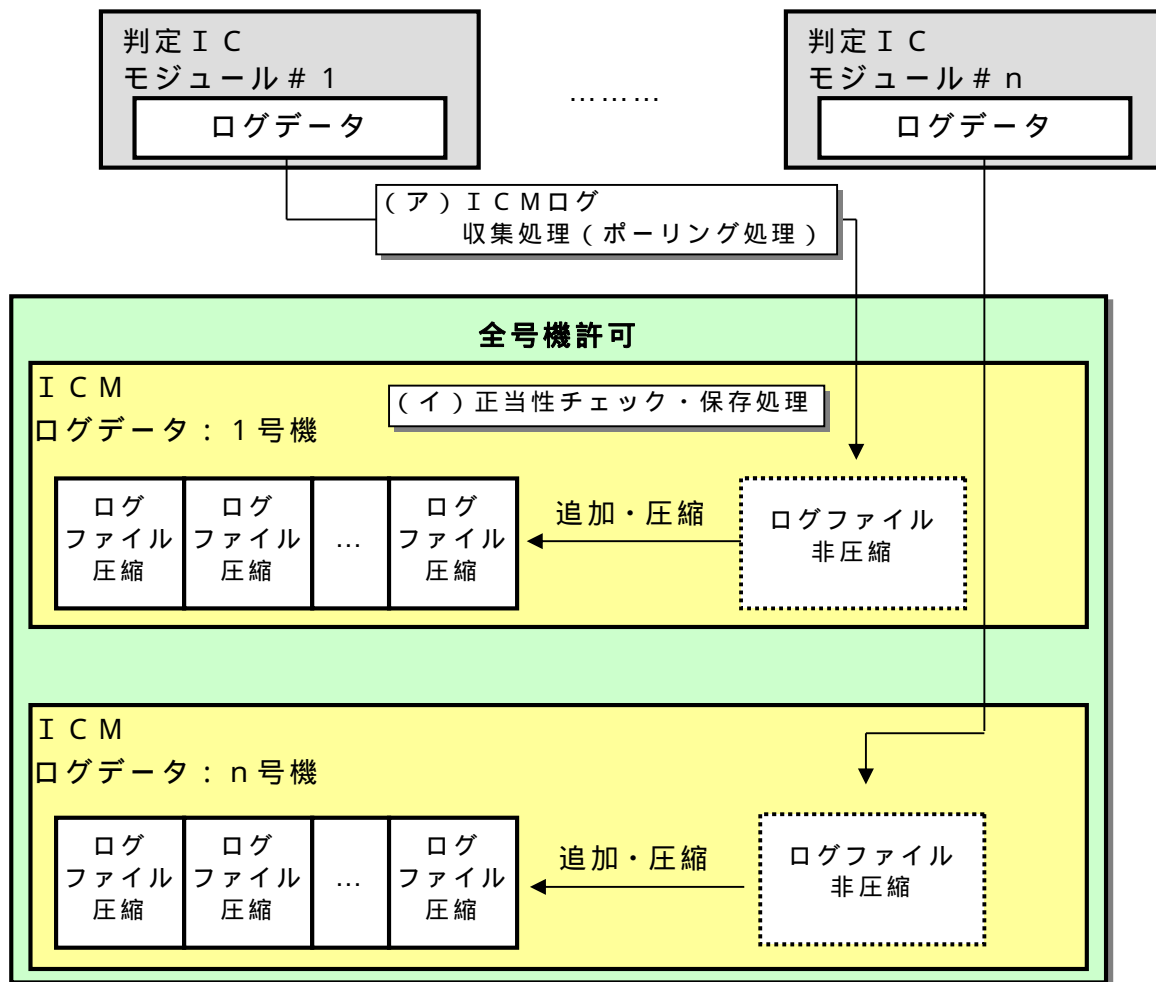 判定ＩＣ
モジュール＃１
ログデータ
………
判定ＩＣ
モジュール＃ｎ
ログデータ
（ア）ＩＣＭログ
収集処理（ポーリング処理）
全号機許可
ＩＣＭ
ログデータ：１号機
（イ）正当性チェック・保存処理
ログ
ファイル
圧縮
ログ
ファイル
圧縮
…
ログ
ファイル
圧縮
追加・圧縮
ログファイル
非圧縮
ＩＣＭ
ログデータ：ｎ号機
ログ
ファイル
圧縮
ログ
ファイル
圧縮
…
ログ
ファイル
圧縮
追加・圧縮
ログファイル
非圧縮